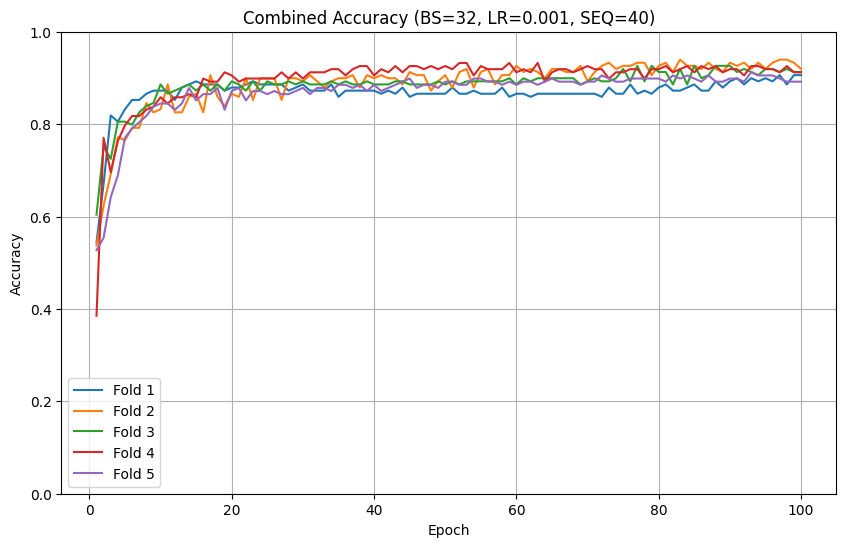 Combined Accuracy (BS=32, LR=0.001, SEQ=40)
1.0
0.8
0.6
0.4
0.2
0.0
Accuracy
Fold 1
Fold 2
Fold 3
Fold 4
Fold 5
0 20 40 60 80 100
Epoch